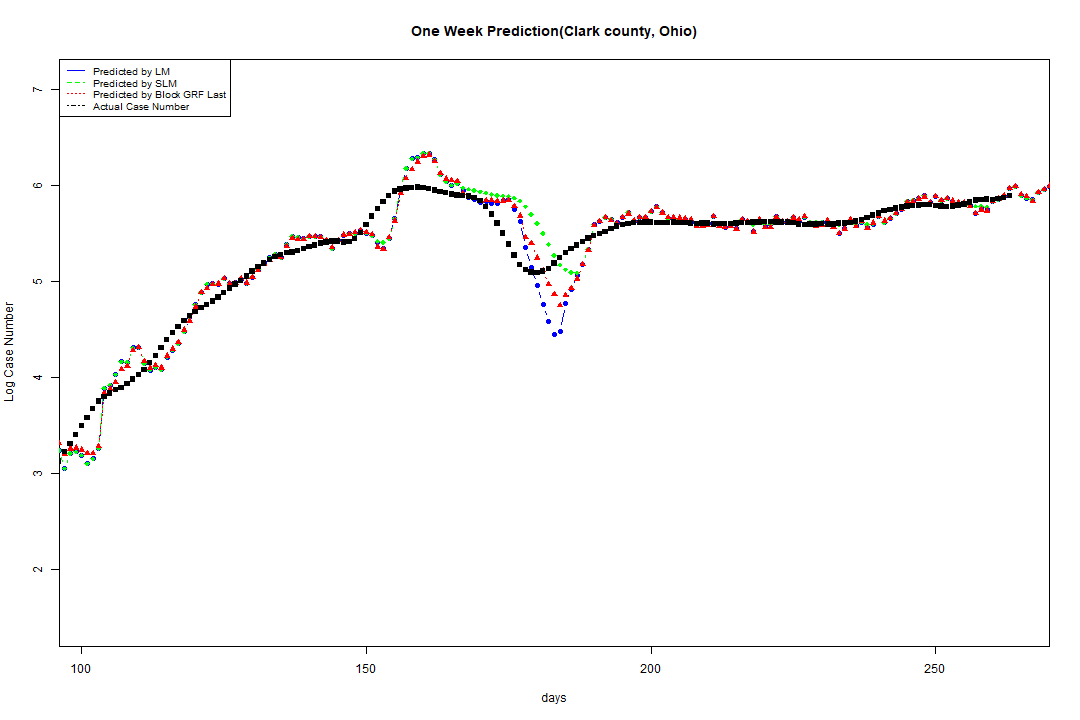 One Week Prediction(Clark county, Ohio)
Predicted by LM
Predicted by SLM
Predicted by Block GRF Last
Actual Case Number
7
6
5
4
3
2
Log Case Number
100 150 200 250
days